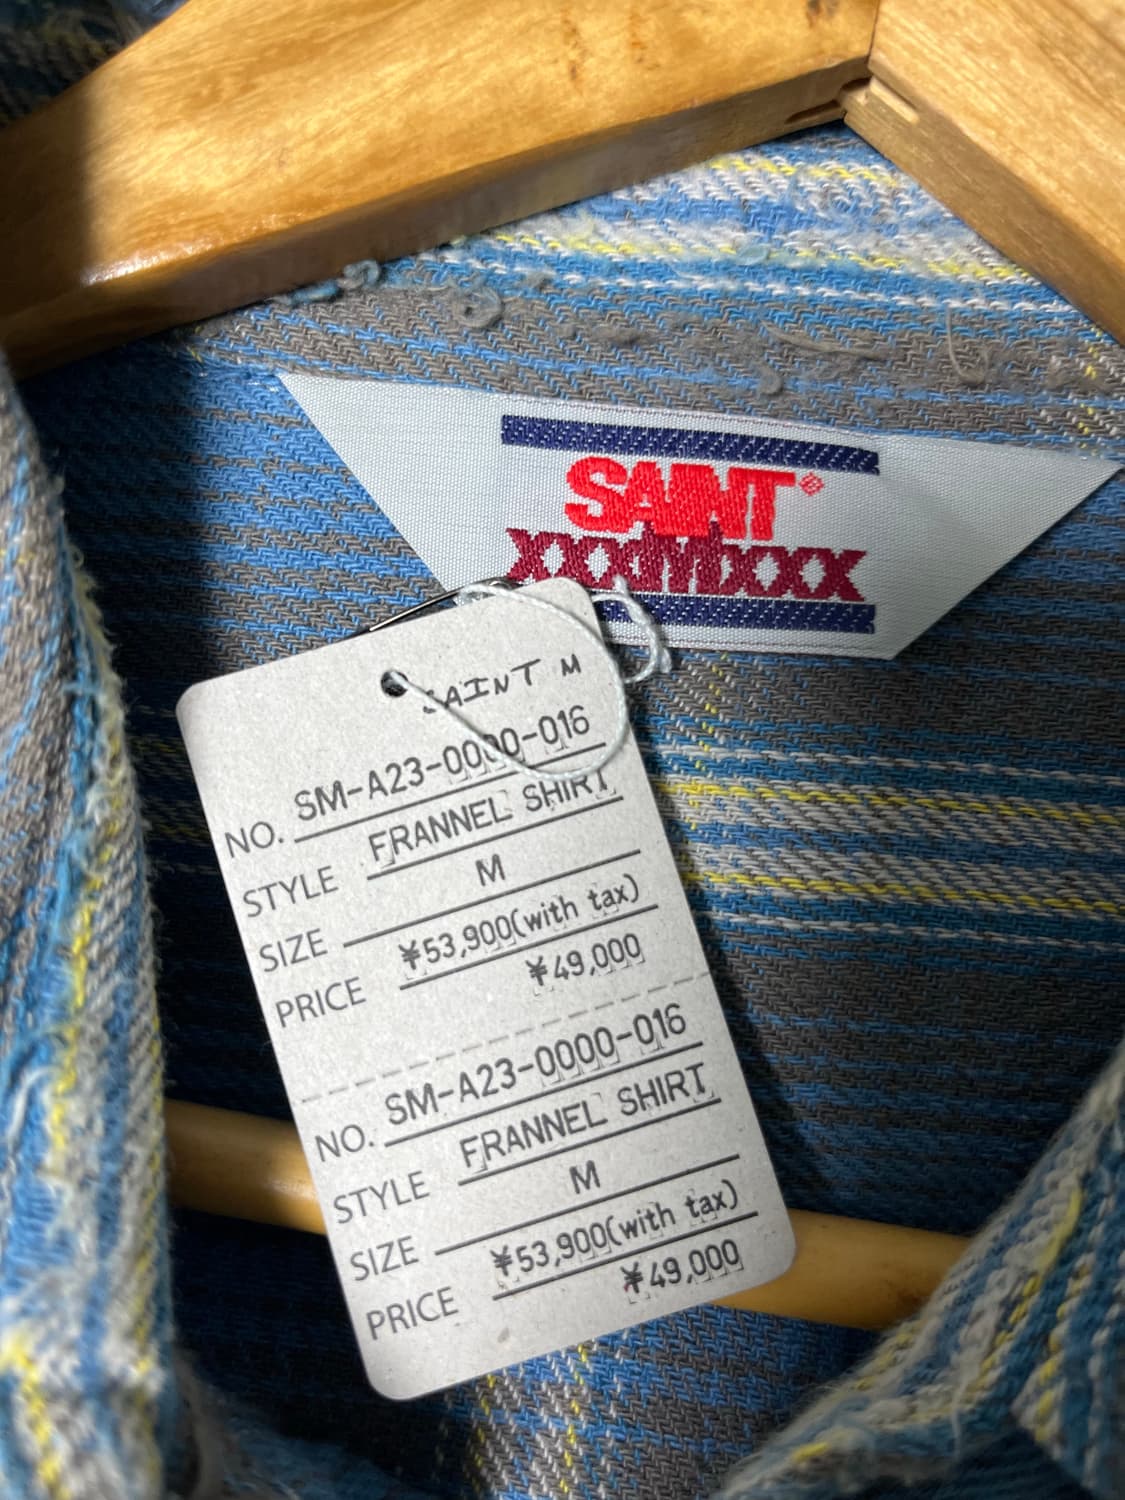 SAINT®
XXXMXXX
SAINT M
NO. SM-A23-0000-016
STYLE FRANNEL SHIRT
SIZE M
PRICE ¥53,900(with tax)
¥49,000
NO. SM-A23-0000-016
STYLE FRANNEL SHIRT
SIZE M
PRICE ¥53,900(with tax)
¥49,000